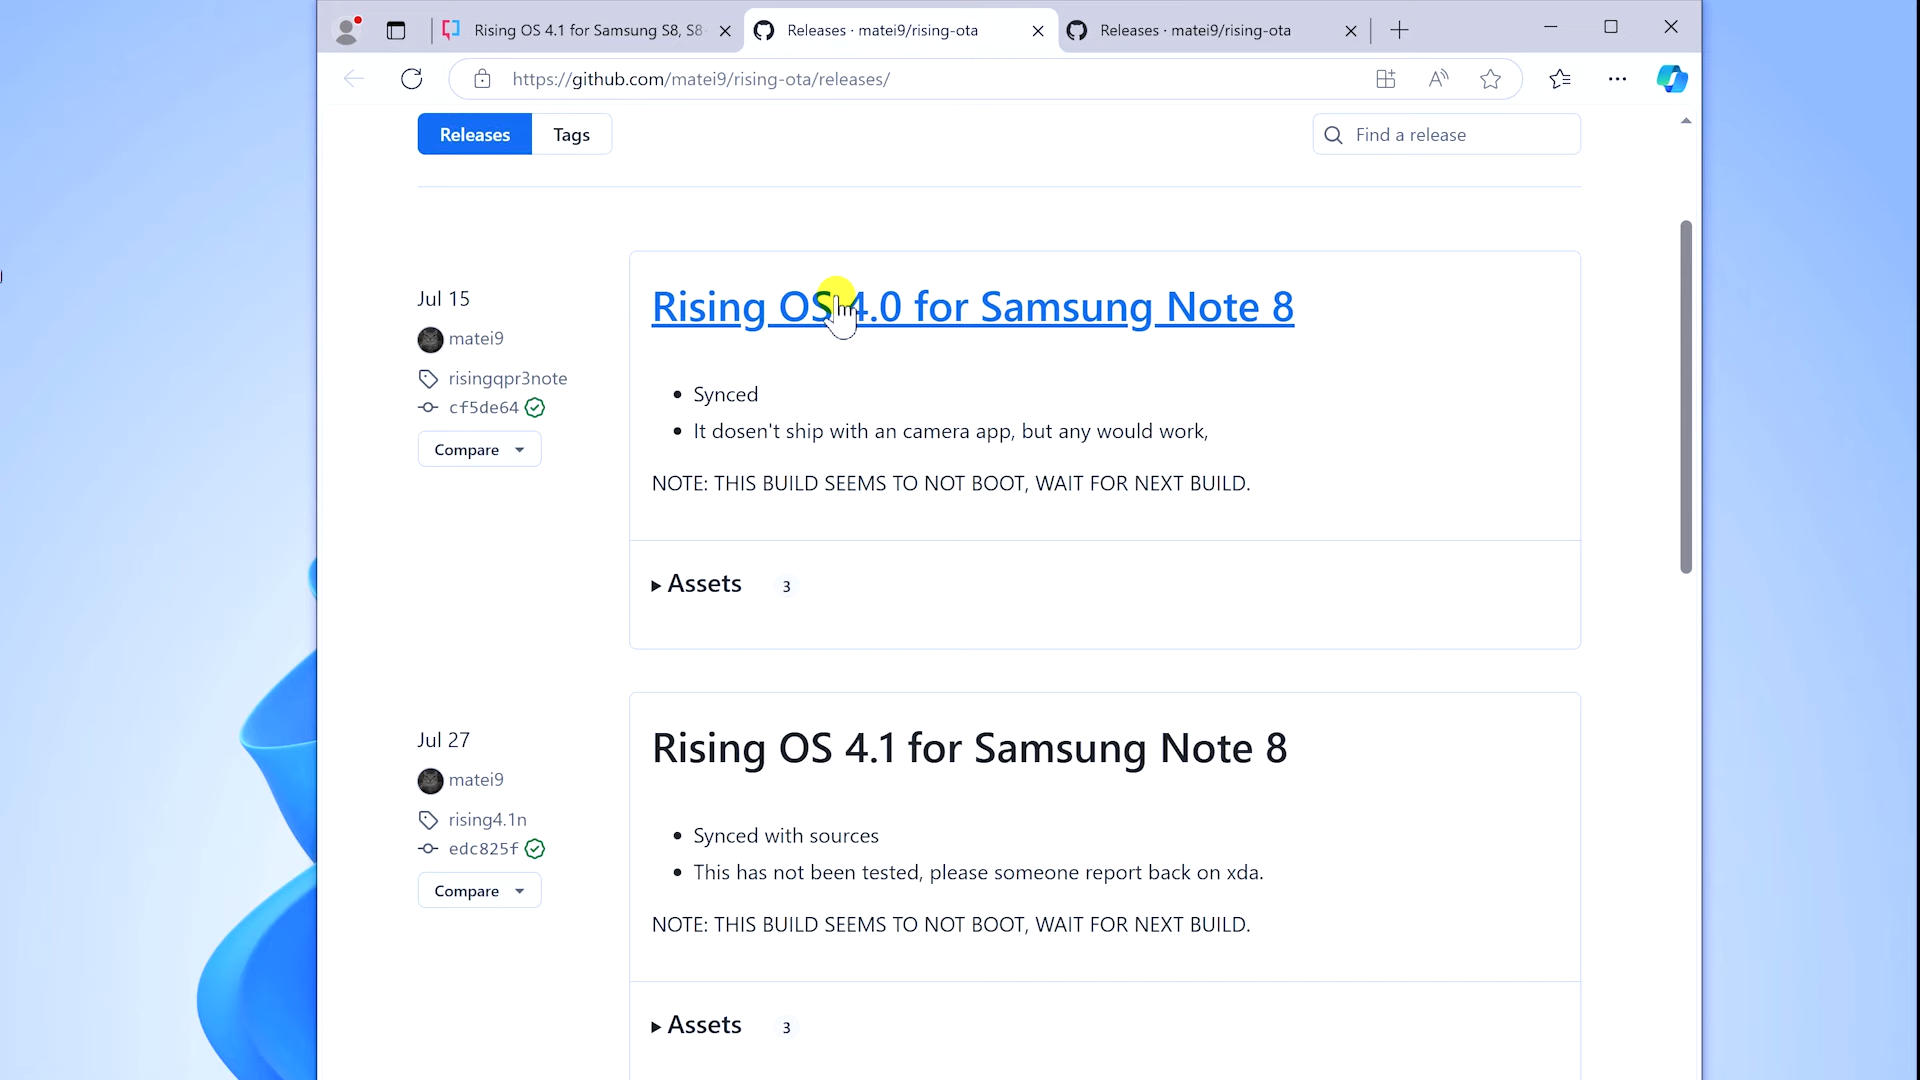 Rising OS 4.1 for Samsung S8, S8
Releases · matei9/rising-ota
Releases · matei9/rising-ota
https://github.com/matei9/rising-ota/releases/
Releases
Tags
Find a release
Jul 15
matei9
risingqpr3note
cf5de64
Compare
Rising OS 4.0 for Samsung Note 8
• Synced
• It dosen't ship with an camera app, but any would work,
NOTE: THIS BUILD SEEMS TO NOT BOOT, WAIT FOR NEXT BUILD.
Assets 3
Jul 27
matei9
rising4.1n
edc825f
Compare
Rising OS 4.1 for Samsung Note 8
• Synced with sources
• This has not been tested, please someone report back on xda.
NOTE: THIS BUILD SEEMS TO NOT BOOT, WAIT FOR NEXT BUILD.
Assets 3